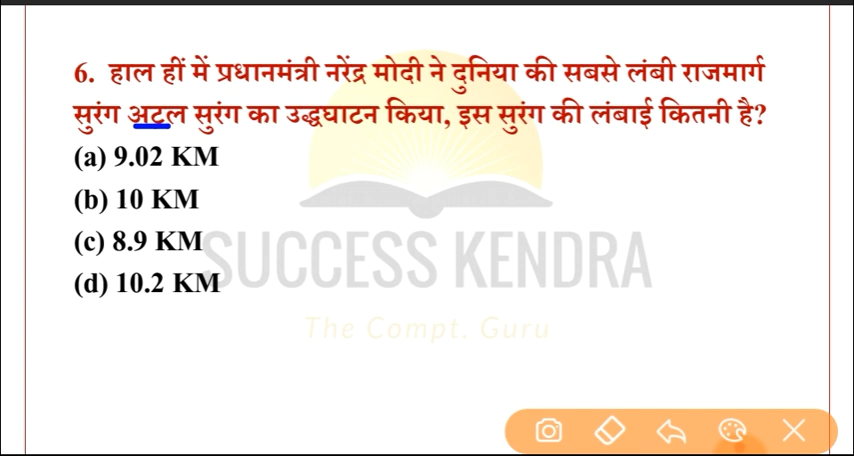 6. हाल हीं में प्रधानमंत्री नरेंद्र मोदी ने दुनिया की सबसे लंबी राजमार्ग
सुरंग अटल सुरंग का उद्धघाटन किया, इस सुरंग की लंबाई कितनी है?
(a) 9.02 KM
(b) 10 KM
(c) 8.9 KM
(d) 10.2 KM
SUCCESS KENDRA
The Compt. Guru